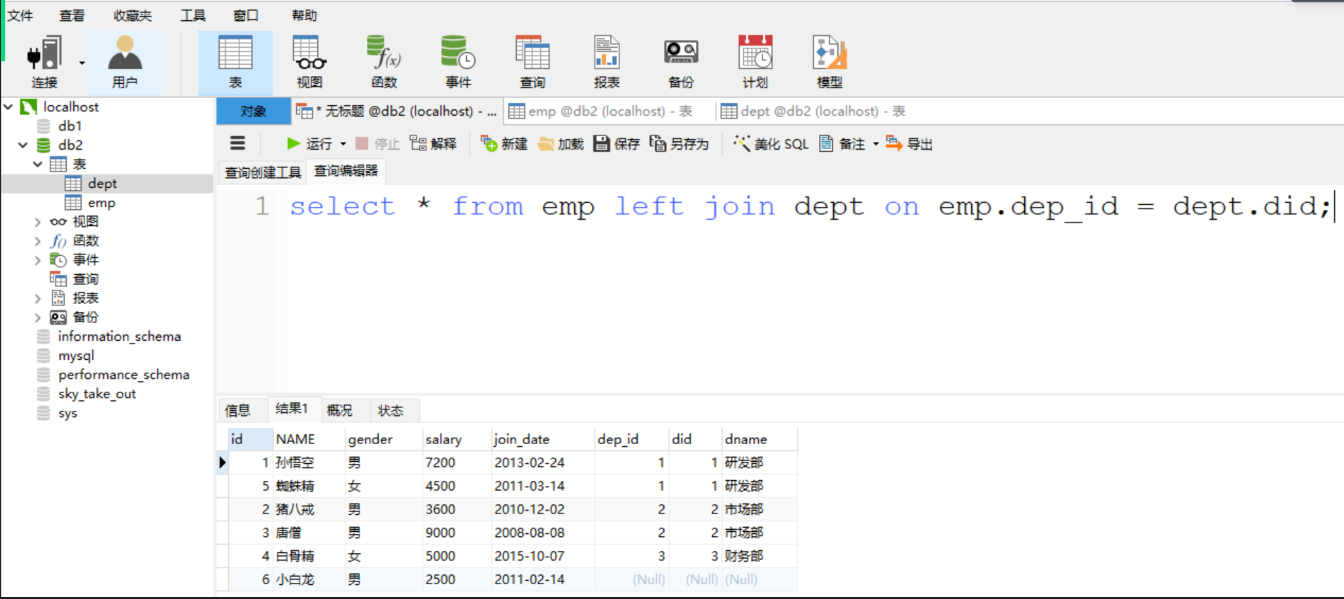 文件 查看 收藏夹 工具 窗口 帮助
连接 用户 表 视图 函数 事件 查询 报表 备份 计划 模型
localhost
db1
db2
表
dept
emp
视图
函数
事件
查询
报表
备份
information_schema
mysql
performance_schema
sky_take_out
sys
对象 * 无标题 @db2 (localhost) - ... emp @db2 (localhost) - 表 dept @db2 (localhost) - 表
运行 停止 解释 新建 加载 保存 另存为 美化 SQL 备注 导出
查询创建工具 查询编辑器
1 select * from emp left join dept on emp.dep_id = dept.did;
信息 结果1 概况 状态
id NAME gender salary join_date dep_id did dname
1 孙悟空 男 7200 2013-02-24 1 1 研发部
5 蜘蛛精 女 4500 2011-03-14 1 1 研发部
2 猪八戒 男 3600 2010-12-02 2 2 市场部
3 唐僧 男 9000 2008-08-08 2 2 市场部
4 白骨精 女 5000 2015-10-07 3 3 财务部
6 小白龙 男 2500 2011-02-14 (Null) (Null) (Null)